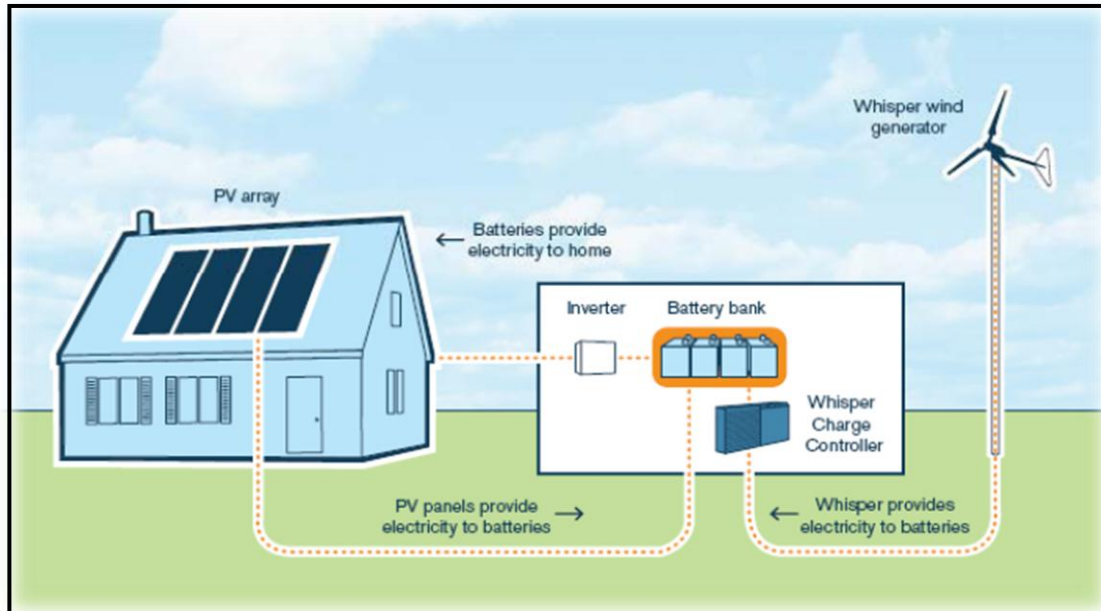 Whisper wind
generator
PV array
Batteries provide
electricity to home
Inverter
Battery bank
Whisper
Charge
Controller
PV panels provide
electricity to batteries
Whisper provides
electricity to batteries